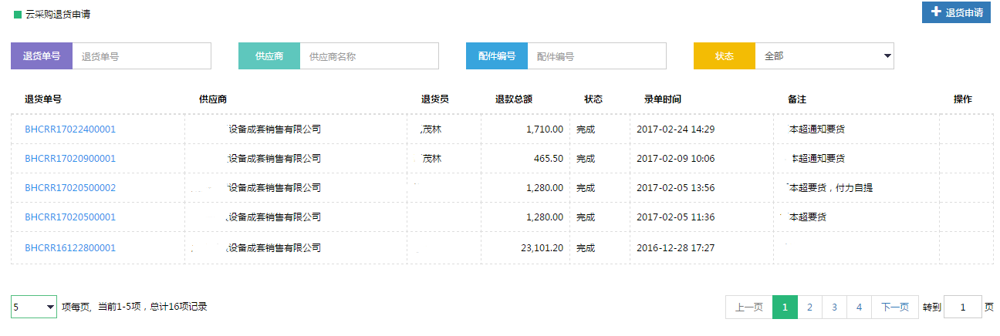 云采购退货申请
退货申请
退货单号 退货单号 供应商 供应商名称 配件编号 配件编号 状态 全部
退货单号 供应商 退货员 退款总额 状态 录单时间 备注 操作
BHCRR17022400001 设备成套销售有限公司 茂林 1,710.00 完成 2017-02-24 14:29 本超通知要货
BHCRR17020900001 设备成套销售有限公司 茂林 465.50 完成 2017-02-09 10:06 本超通知要货
BHCRR17020500002 设备成套销售有限公司 1,280.00 完成 2017-02-05 13:56 本超要货，付力自提
BHCRR17020500001 设备成套销售有限公司 1,280.00 完成 2017-02-05 11:36 本超要货
BHCRR16122800001 设备成套销售有限公司 23,101.20 完成 2016-12-28 17:27
5 项每页, 当前1-5项，总计16项记录 上一页 1 2 3 4 下一页 转到 1 页